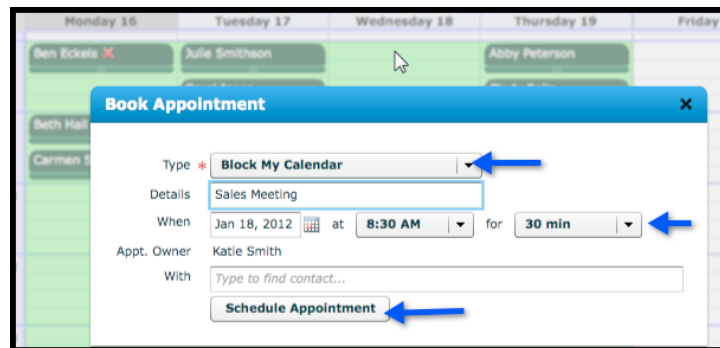 Monday 16 Tuesday 17 Wednesday 18 Thursday 19 Friday
Ben Eckels Julie Smithson Abby Peterson
Book Appointment
Beth Hall
Carmen S
Type * Block My Calendar
Details Sales Meeting
When Jan 18, 2012 at 8:30 AM for 30 min
Appt. Owner Katie Smith
With Type to find contact...
Schedule Appointment